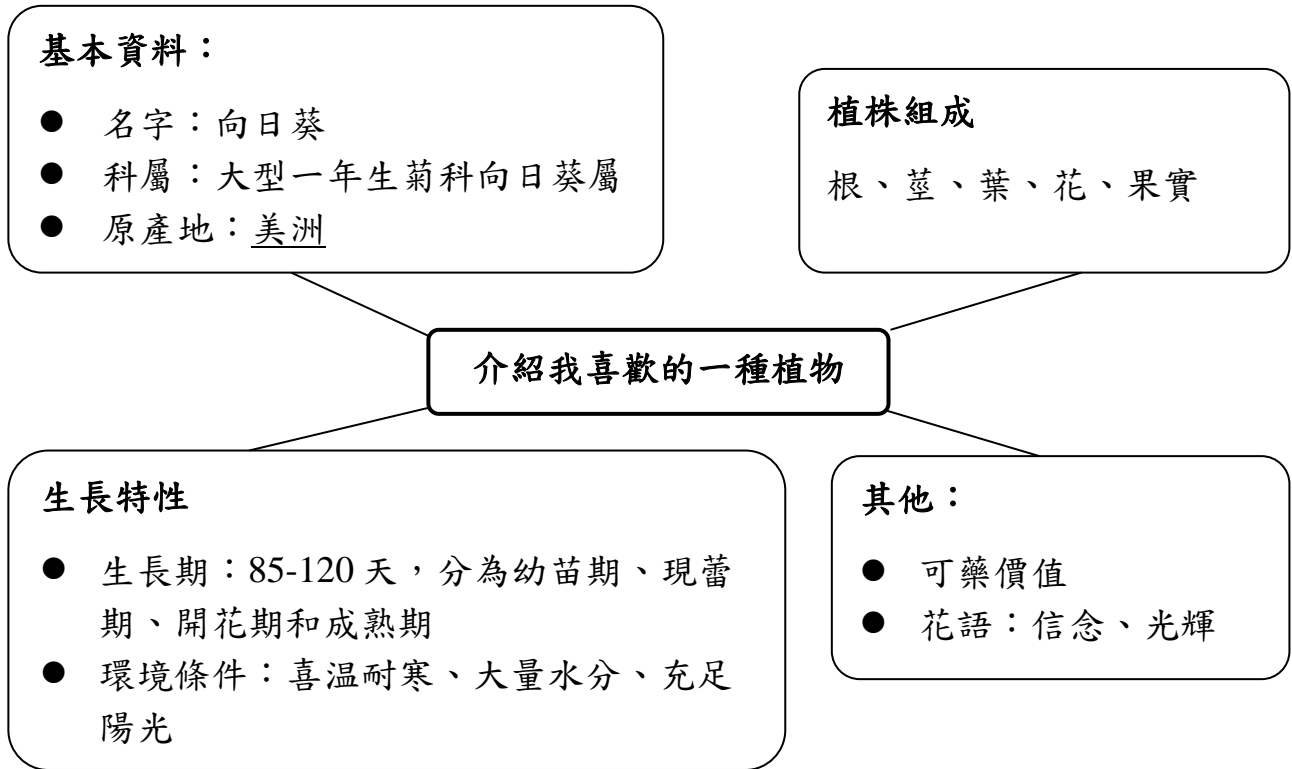 基本資料：
● 名字：向日葵
● 科屬：大型一年生菊科向日葵屬
● 原產地：美洲
植株組成
根、莖、葉、花、果實
介紹我喜歡的一種植物
生長特性
● 生長期：85-120 天，分為幼苗期、現蕾
期、開花期和成熟期
● 環境條件：喜温耐寒、大量水分、充足
陽光
其他：
● 可藥價值
● 花語：信念、光輝